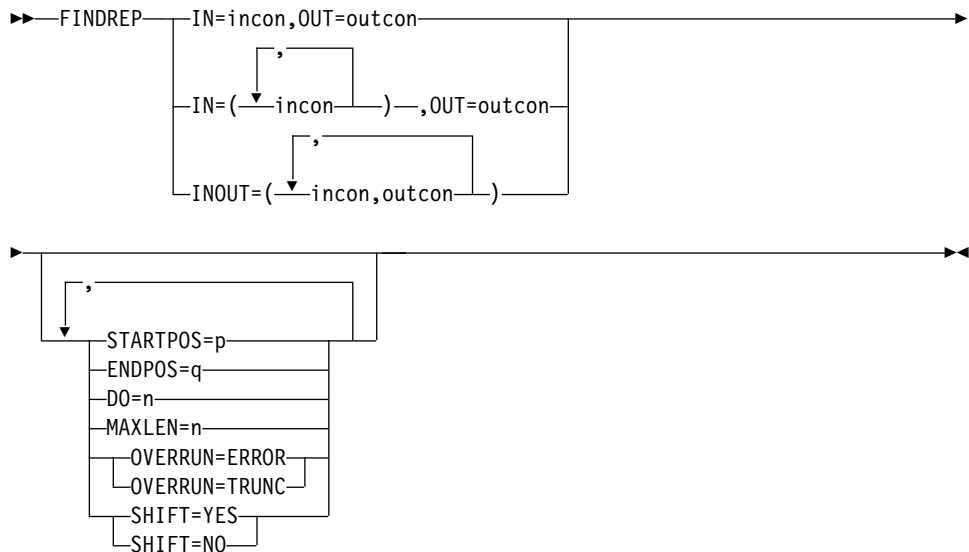 FINDREP IN=incon,OUT=outcon
,
IN=( incon ) ,OUT=outcon
,
INOUT=( incon,outcon )
,
STARTPOS=p
ENDPOS=q
DO=n
MAXLEN=n
OVERRUN=ERROR
OVERRUN=TRUNC
SHIFT=YES
SHIFT=NO